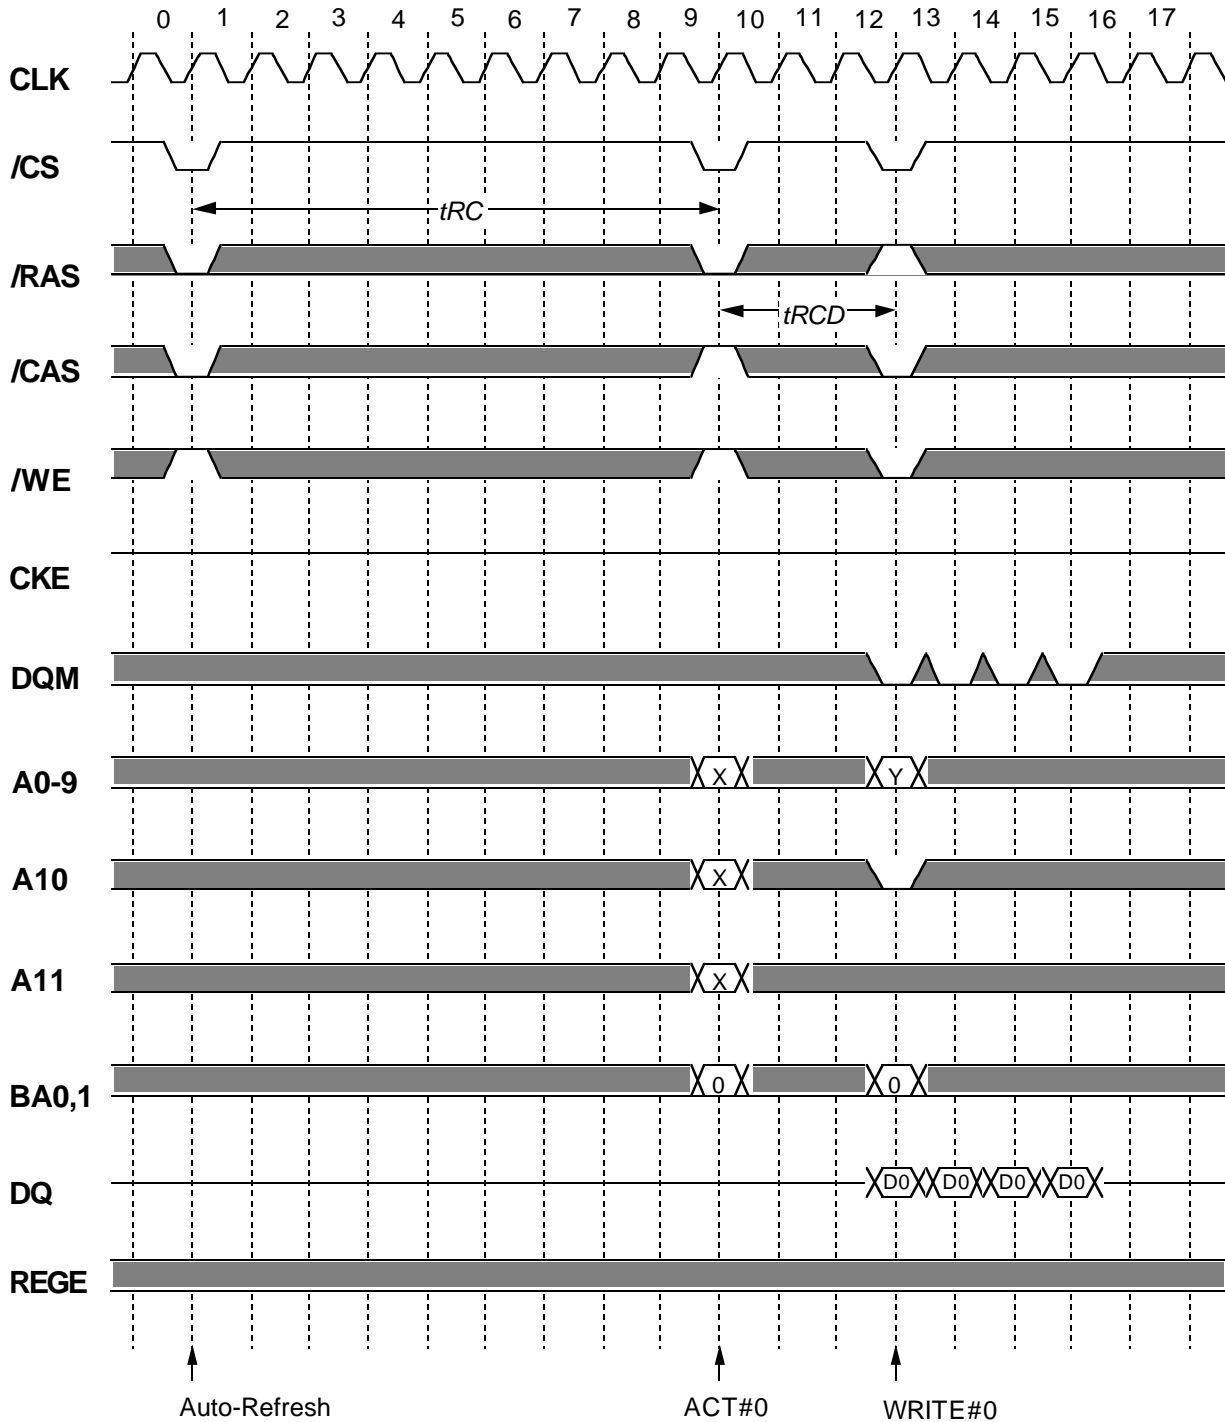 0 1 2 3 4 5 6 7 8 9 10 11 12 13 14 15 16 17
CLK
/CS
tRC
/RAS
tRCD
/CAS
/WE
CKE
DQM
A0-9 X Y
A10 X
A11 X
BA0,1 0 0
DQ D0 D0 D0 D0
REGE
Auto-Refresh ACT#0 WRITE#0